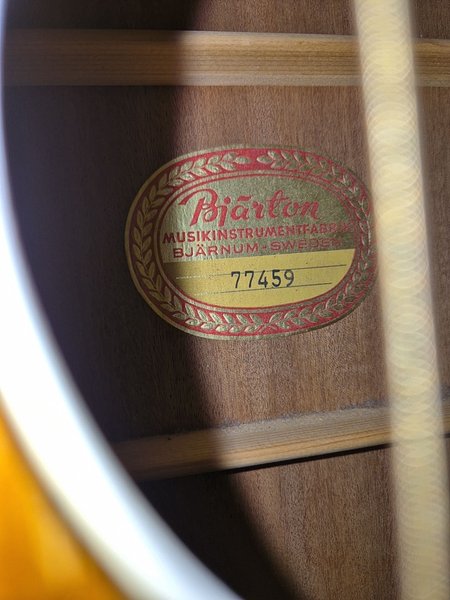 Bjärton
MUSIKINSTRUMENTFABRIK
BJÄRNUM-SWEDEN
77459